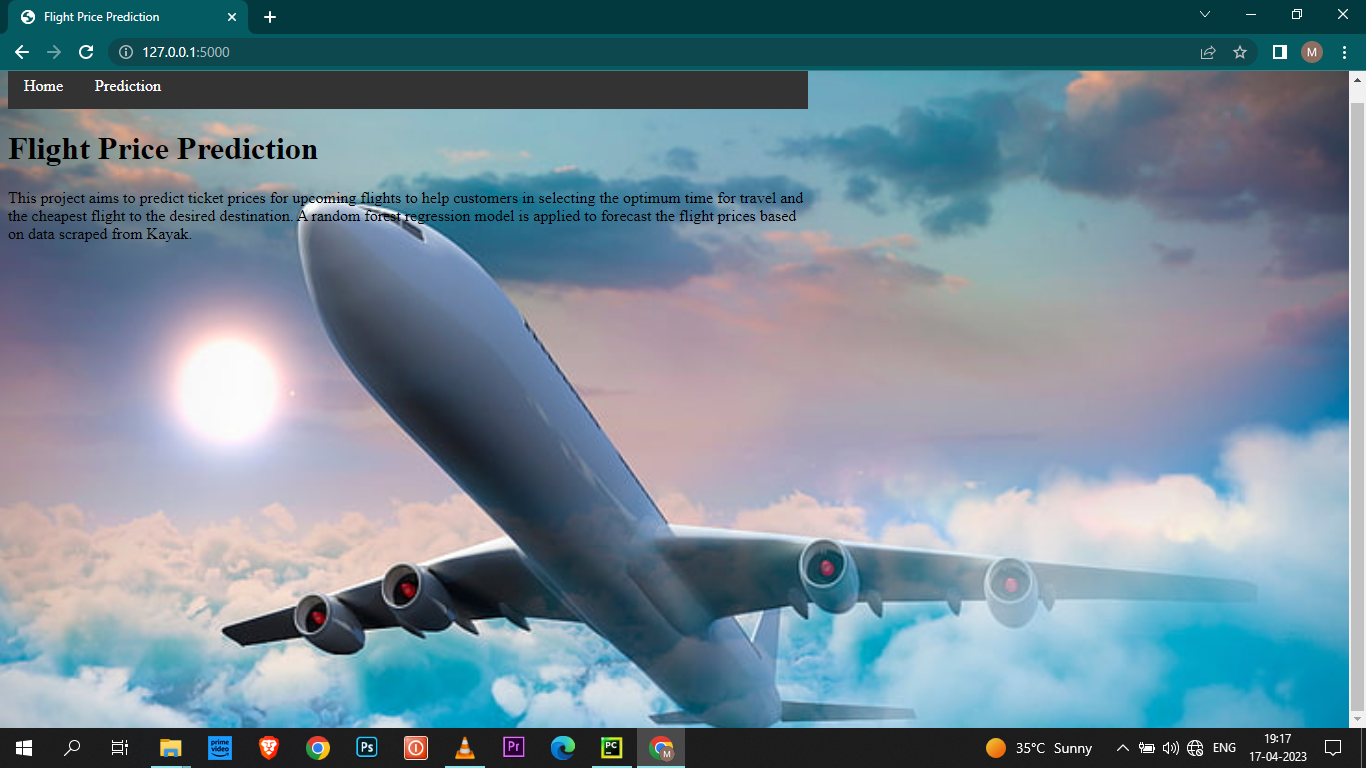 Flight Price Prediction
127.0.0.1:5000
M
Home Prediction
Flight Price Prediction
This project aims to predict ticket prices for upcoming flights to help customers in selecting the optimum time for travel and
the cheapest flight to the desired destination. A random forest regression model is applied to forecast the flight prices based
on data scraped from Kayak.
prime video
Ps
Pr
PC
M
35°C Sunny
ENG
19:17
17-04-2023